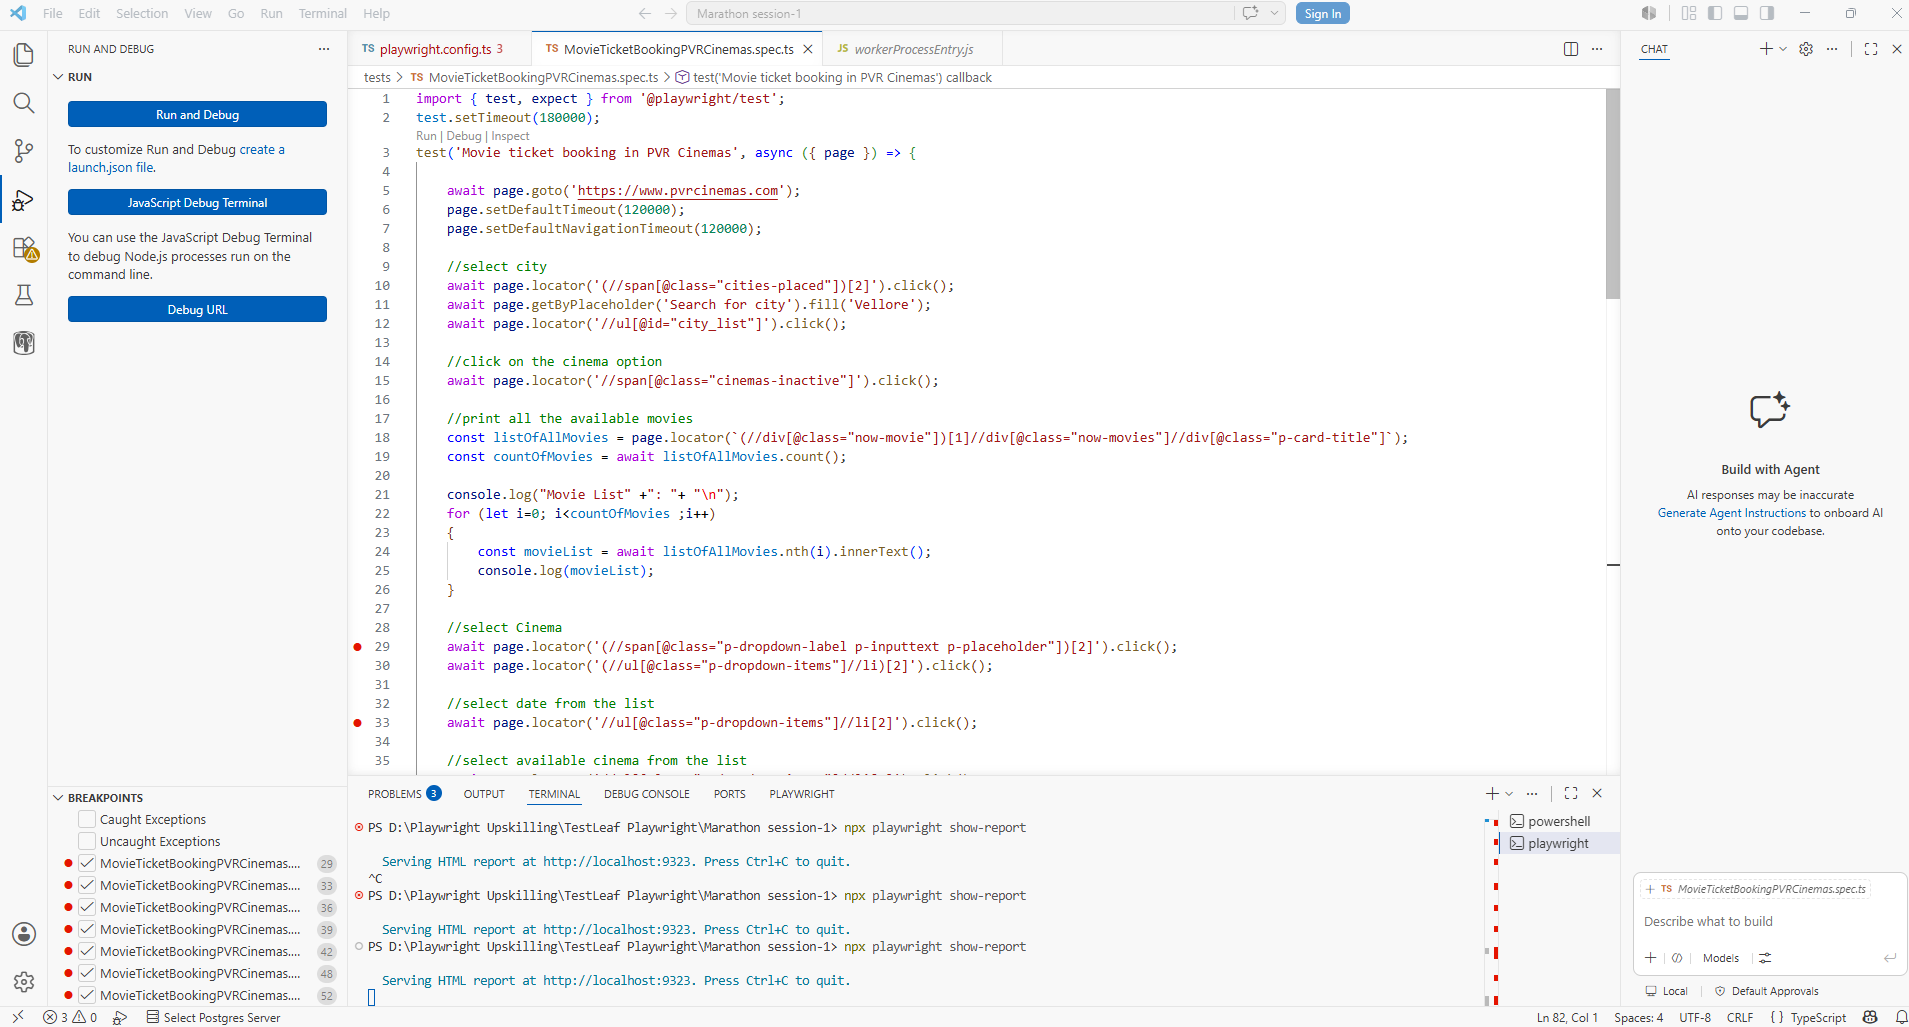 File Edit Selection View Go Run Terminal Help
Marathon session-1
Sign In
RUN AND DEBUG
RUN
Run and Debug
To customize Run and Debug create a
launch.json file.
JavaScript Debug Terminal
You can use the JavaScript Debug Terminal
to debug Node.js processes run on the
command line.
Debug URL
BREAKPOINTS
Caught Exceptions
Uncaught Exceptions
MovieTicketBookingPVRCinemas.... 29
MovieTicketBookingPVRCinemas.... 33
MovieTicketBookingPVRCinemas.... 36
MovieTicketBookingPVRCinemas.... 39
MovieTicketBookingPVRCinemas.... 42
MovieTicketBookingPVRCinemas.... 48
MovieTicketBookingPVRCinemas.... 52
TS playwright.config.ts 3
TS MovieTicketBookingPVRCinemas.spec.ts
JS workerProcessEntry.js
tests > TS MovieTicketBookingPVRCinemas.spec.ts > test('Movie ticket booking in PVR Cinemas') callback
1 import { test, expect } from '@playwright/test';
2 test.setTimeout(180000);
Run | Debug | Inspect
3 test('Movie ticket booking in PVR Cinemas', async ({ page }) => {
4
5 await page.goto('https://www.pvrcinemas.com');
6 page.setDefaultTimeout(120000);
7 page.setDefaultNavigationTimeout(120000);
8
9 //select city
10 await page.locator('(//span[@class="cities-placed"])[2]').click();
11 await page.getByPlaceholder('Search for city').fill('Vellore');
12 await page.locator('//ul[@id="city_list"]').click();
13
14 //click on the cinema option
15 await page.locator('//span[@class="cinemas-inactive"]').click();
16
17 //print all the available movies
18 const listOfAllMovies = page.locator(`(//div[@class="now-movie"])[1]//div[@class="now-movies"]//div[@class="p-card-title"]`);
19 const countOfMovies = await listOfAllMovies.count();
20
21 console.log("Movie List" +": "+ "\n");
22 for (let i=0; i<countOfMovies ;i++)
23 {
24 const movieList = await listOfAllMovies.nth(i).innerText();
25 console.log(movieList);
26 }
27
28 //select Cinema
29 await page.locator('(//span[@class="p-dropdown-label p-inputtext p-placeholder"])[2]').click();
30 await page.locator('(//ul[@class="p-dropdown-items"]//li)[2]').click();
31
32 //select date from the list
33 await page.locator('//ul[@class="p-dropdown-items"]//li[2]').click();
34
35 //select available cinema from the list
PROBLEMS 3 OUTPUT TERMINAL DEBUG CONSOLE PORTS PLAYWRIGHT
PS D:\Playwright Upskilling\TestLeaf Playwright\Marathon session-1> npx playwright show-report
Serving HTML report at http://localhost:9323. Press Ctrl+C to quit.
^C
PS D:\Playwright Upskilling\TestLeaf Playwright\Marathon session-1> npx playwright show-report
Serving HTML report at http://localhost:9323. Press Ctrl+C to quit.
PS D:\Playwright Upskilling\TestLeaf Playwright\Marathon session-1> npx playwright show-report
Serving HTML report at http://localhost:9323. Press Ctrl+C to quit.
powershell
playwright
CHAT
Build with Agent
AI responses may be inaccurate
Generate Agent Instructions to onboard AI
onto your codebase.
TS MovieTicketBookingPVRCinemas.spec.ts
Describe what to build
Models
Local
Default Approvals
3 0 Select Postgres Server Ln 82, Col 1 Spaces: 4 UTF-8 CRLF {} TypeScript